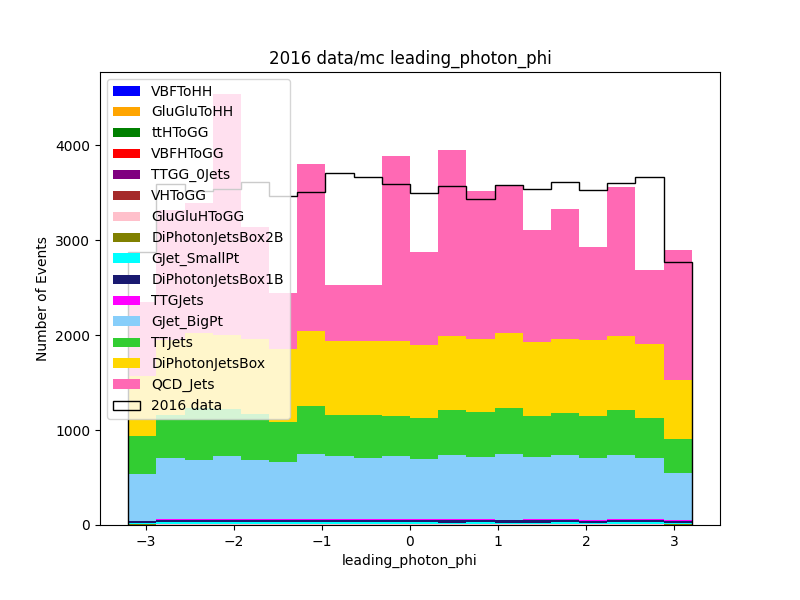 2016 data/mc leading_photon_phi
VBFToHH
GluGluToHH
ttHToGG
VBFHToGG
TTGG_0Jets
VHToGG
GluGluHToGG
DiPhotonJetsBox2B
GJet_SmallPt
DiPhotonJetsBox1B
TTGJets
GJet_BigPt
TTJets
DiPhotonJetsBox
QCD_Jets
2016 data
Number of Events
4000
3000
2000
1000
0
−3 −2 −1 0 1 2 3
leading_photon_phi